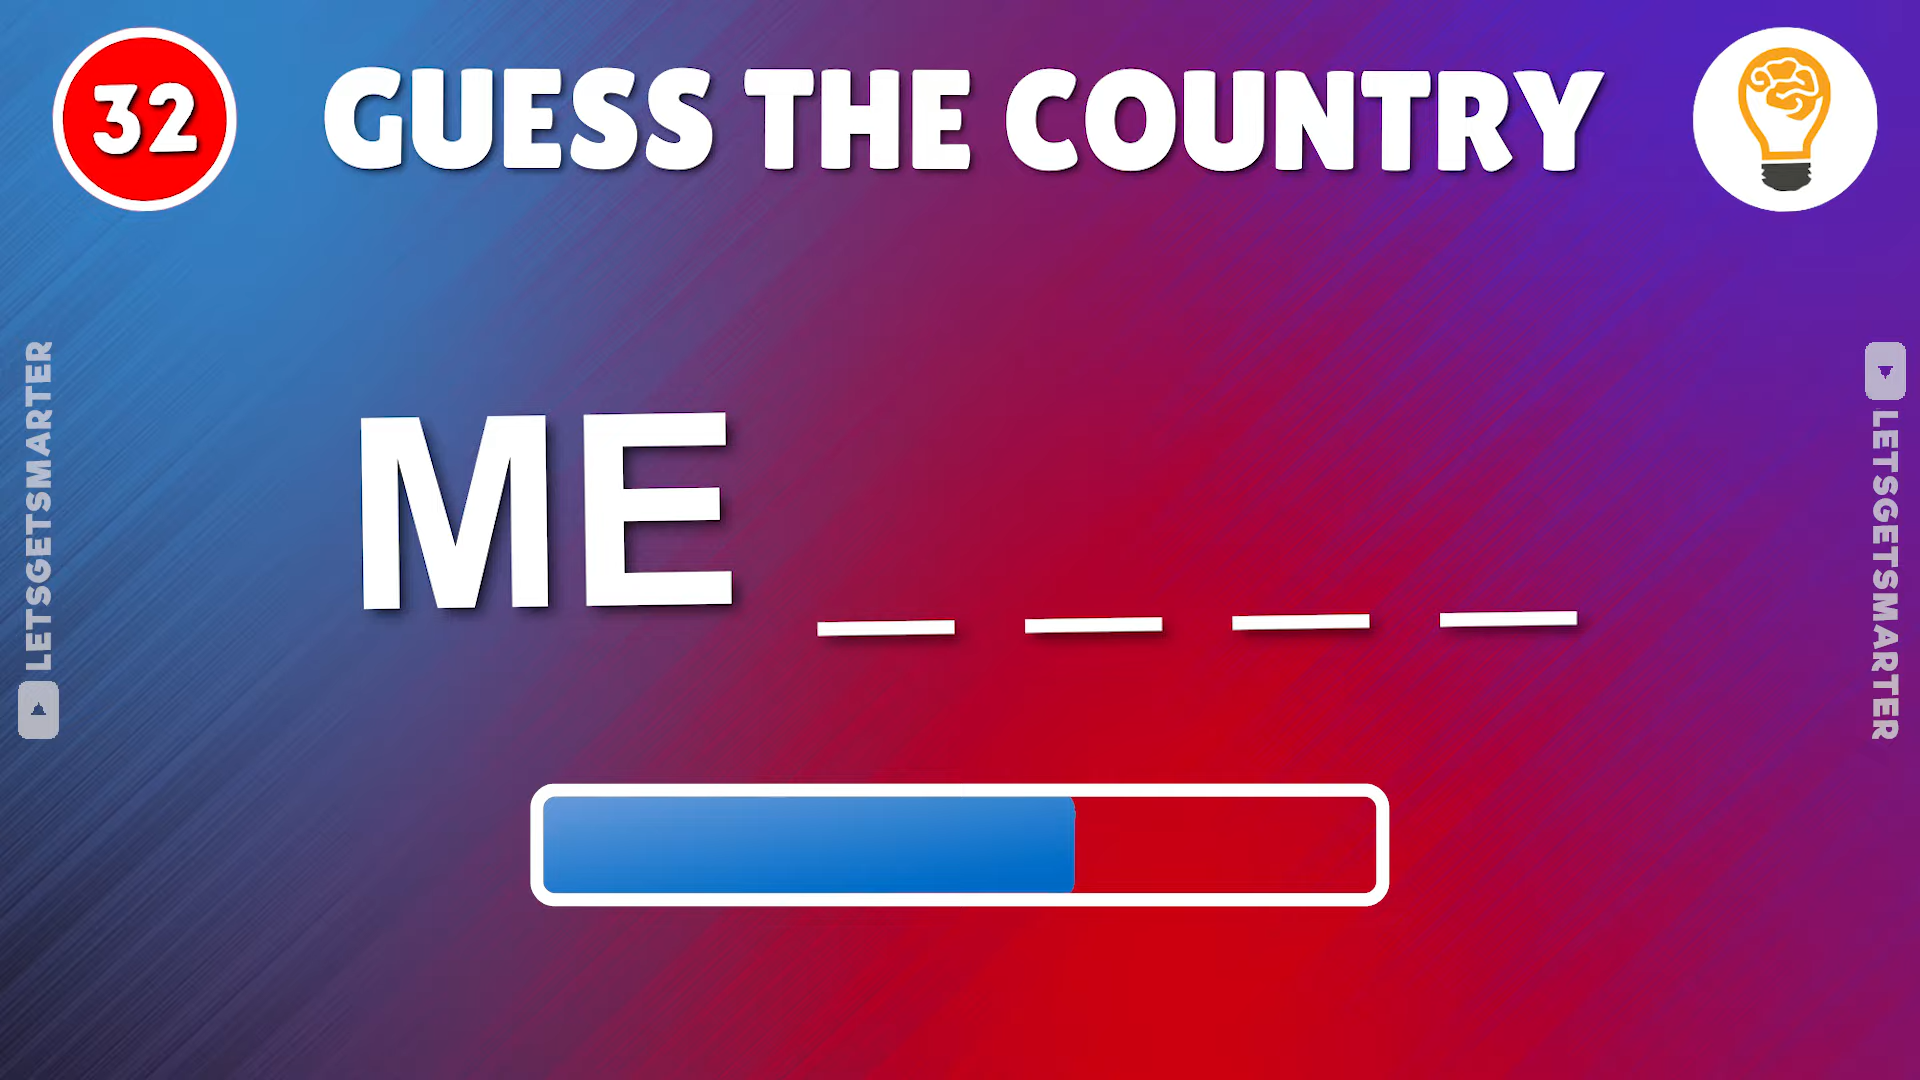 32
GUESS THE COUNTRY
LETSGETSMARTER
ME _ _ _ _
LETSGETSMARTER